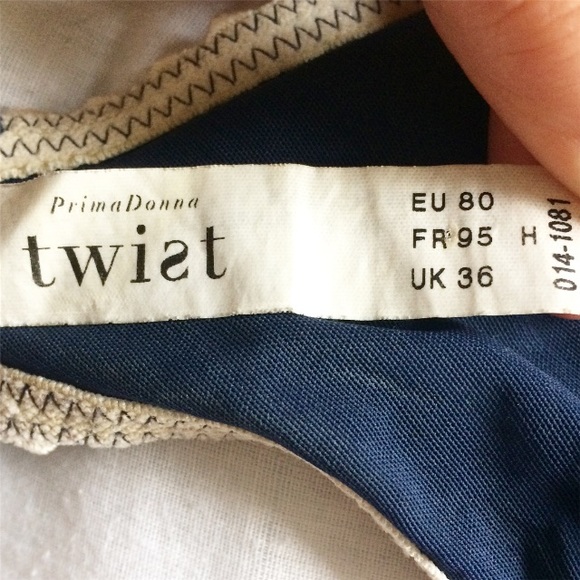 PrimaDonna
twist
EU 80
FR 95 H
UK 36
014-1081